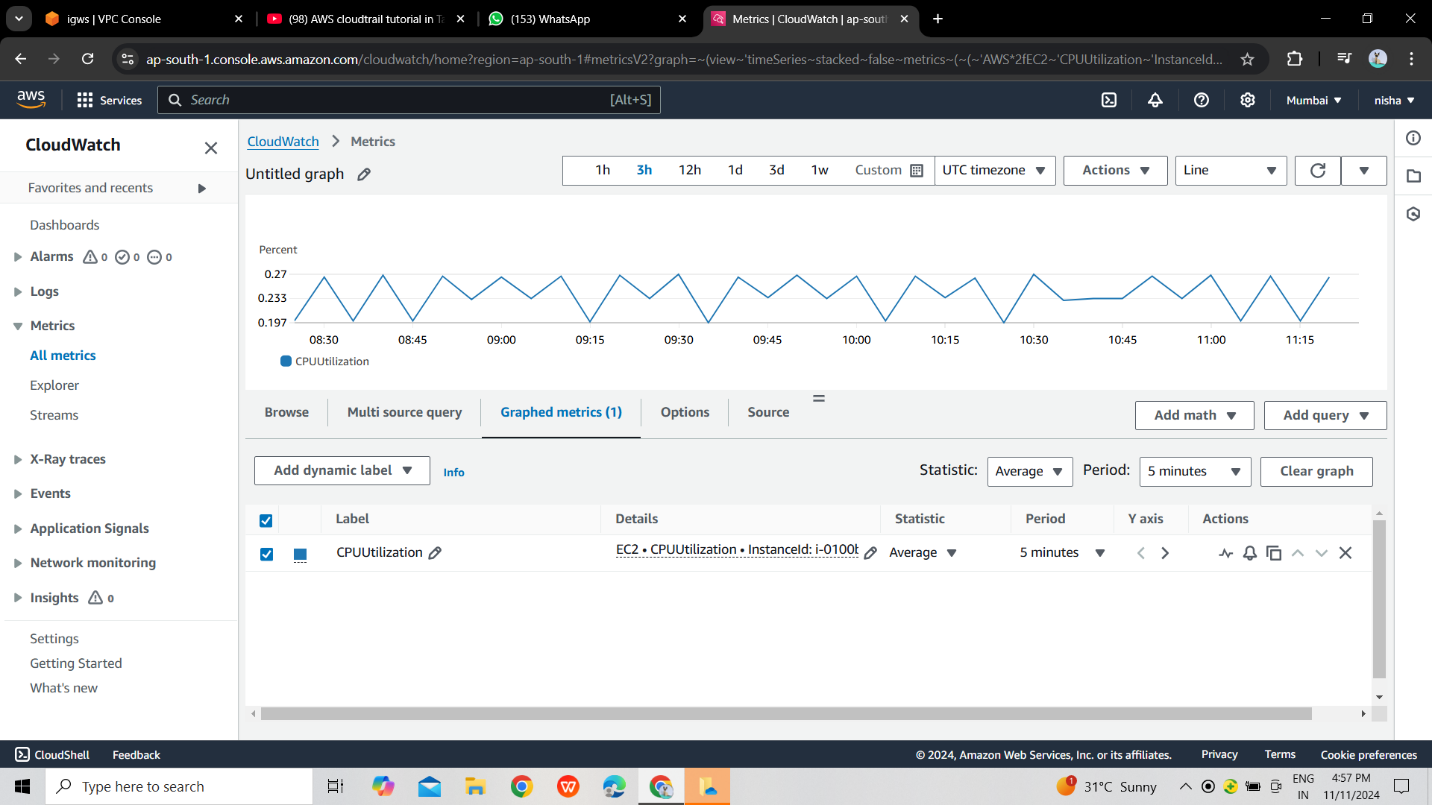 igws | VPC Console
(98) AWS cloudtrail tutorial in Ta
(153) WhatsApp
Metrics | CloudWatch | ap-sout
ap-south-1.console.aws.amazon.com/cloudwatch/home?region=ap-south-1#metricsV2?graph=~(view~'timeSeries~stacked~false~metrics~(~(~'AWS*2fEC2~'CPUUtilization~'InstanceId...
aws
Services
Search
[Alt+S]
Mumbai
nisha
CloudWatch
Favorites and recents
Dashboards
Alarms 0 0 0
Logs
Metrics
All metrics
Explorer
Streams
X-Ray traces
Events
Application Signals
Network monitoring
Insights 0
Settings
Getting Started
What's new
CloudWatch > Metrics
Untitled graph
1h 3h 12h 1d 3d 1w Custom
UTC timezone
Actions
Line
Percent
0.27
0.233
0.197
08:30 08:45 09:00 09:15 09:30 09:45 10:00 10:15 10:30 10:45 11:00 11:15
CPUUtilization
Browse
Multi source query
Graphed metrics (1)
Options
Source
Add math
Add query
Add dynamic label
Info
Statistic: Average
Period: 5 minutes
Clear graph
Label Details Statistic Period Y axis Actions
CPUUtilization EC2 • CPUUtilization • InstanceId: i-0100b Average 5 minutes
CloudShell
Feedback
© 2024, Amazon Web Services, Inc. or its affiliates.
Privacy
Terms
Cookie preferences
Type here to search
1
31°C Sunny
ENG
IN
4:57 PM
11/11/2024